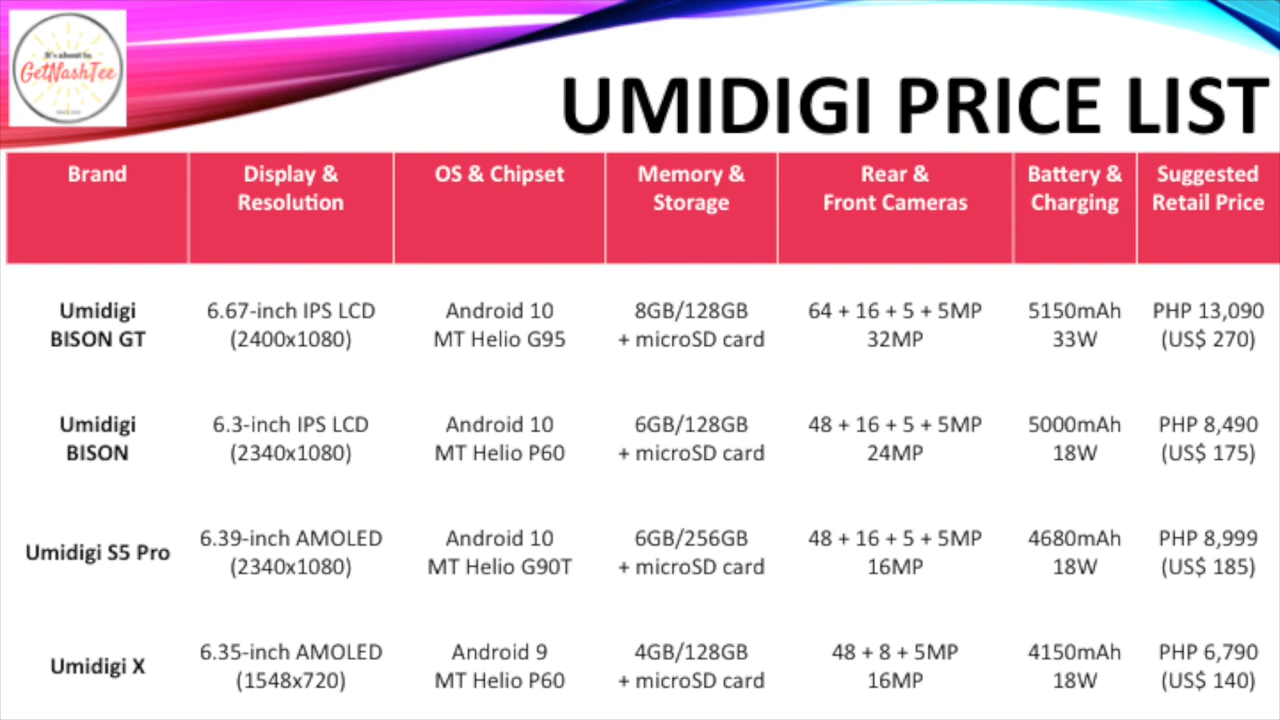 It's about to
GetNashTee
UMIDIGI PRICE LIST
Brand
Display &
Resolution
OS & Chipset
Memory &
Storage
Rear &
Front Cameras
Battery &
Charging
Suggested
Retail Price
Umidigi
BISON GT
6.67-inch IPS LCD
(2400x1080)
Android 10
MT Helio G95
8GB/128GB
+ microSD card
64 + 16 + 5 + 5MP
32MP
5150mAh
33W
PHP 13,090
(US$ 270)
Umidigi
BISON
6.3-inch IPS LCD
(2340x1080)
Android 10
MT Helio P60
6GB/128GB
+ microSD card
48 + 16 + 5 + 5MP
24MP
5000mAh
18W
PHP 8,490
(US$ 175)
Umidigi S5 Pro
6.39-inch AMOLED
(2340x1080)
Android 10
MT Helio G90T
6GB/256GB
+ microSD card
48 + 16 + 5 + 5MP
16MP
4680mAh
18W
PHP 8,999
(US$ 185)
Umidigi X
6.35-inch AMOLED
(1548x720)
Android 9
MT Helio P60
4GB/128GB
+ microSD card
48 + 8 + 5MP
16MP
4150mAh
18W
PHP 6,790
(US$ 140)